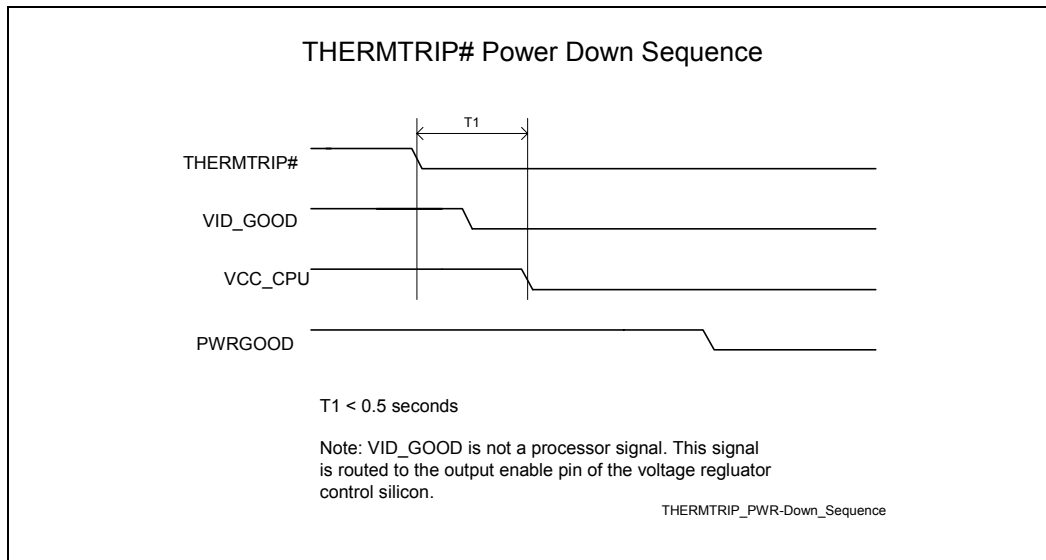 THERMTRIP# Power Down Sequence
T1
THERMTRIP#
VID_GOOD
VCC_CPU
PWRGOOD
T1 < 0.5 seconds
Note: VID_GOOD is not a processor signal. This signal
is routed to the output enable pin of the voltage regluator
control silicon.
THERMTRIP_PWR-Down_Sequence